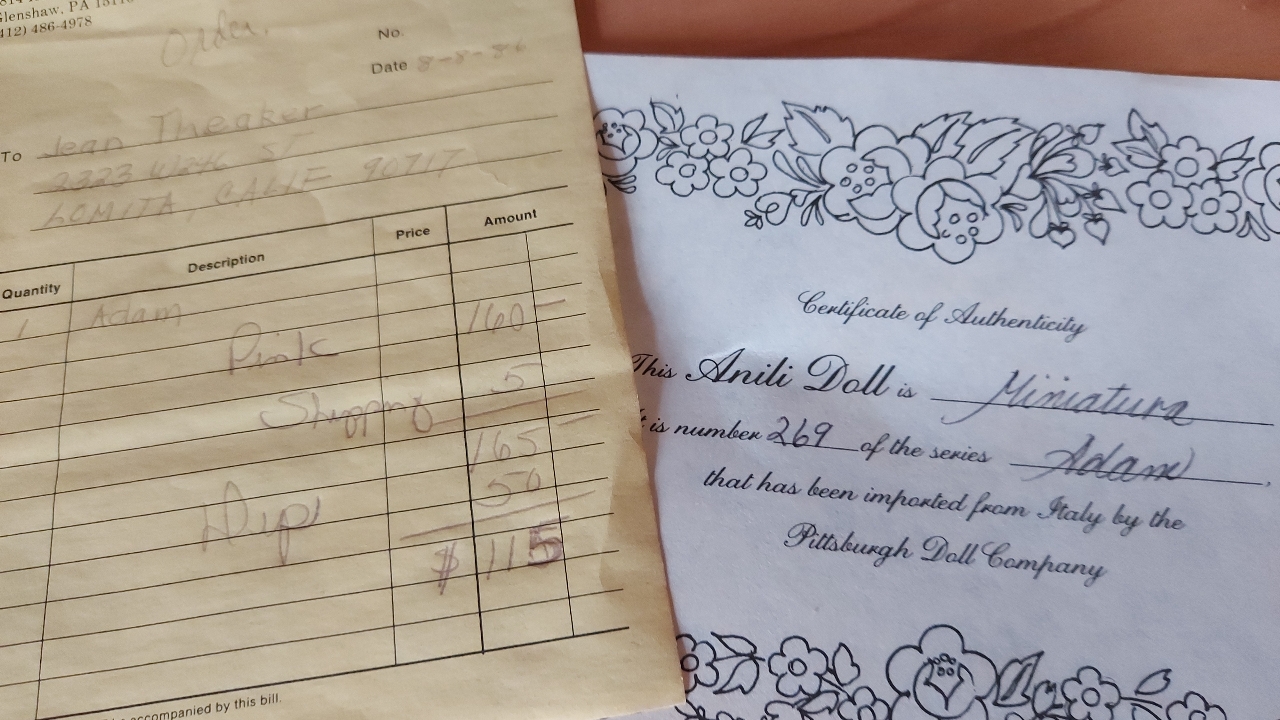 Glenshaw, PA
412) 486-4978
Order.
No.
Date 8-8-86
To Jean Theaker
2323 W246 ST
LOMITA, CALIF 90717
Quantity Description Price Amount
1 Adam 160-
Pink
Shipping 5
165-
Dip 50
$ 115
accompanied by this bill.
Certificate of Authenticity
This Anili Doll is Miniature
is number 269 of the series Adam.
that has been imported from Italy by the
Pittsburgh Doll Company